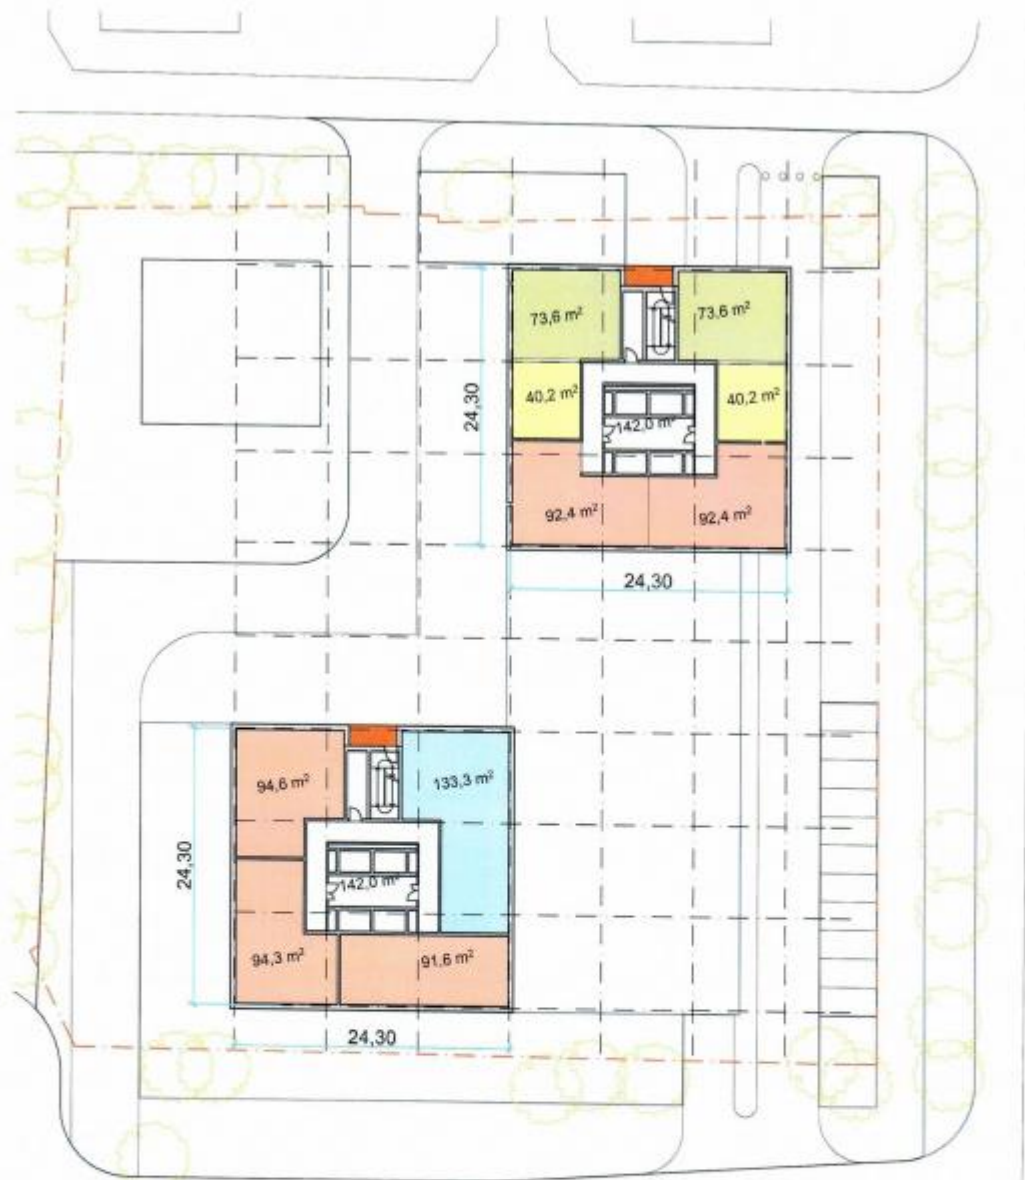 73,6 m²
73,6 m²
40,2 m²
142,0 m²
40,2 m²
24,30
92,4 m²
92,4 m²
24,30
94,6 m²
133,3 m²
24,30
142,0 m²
94,3 m²
91,6 m²
24,30